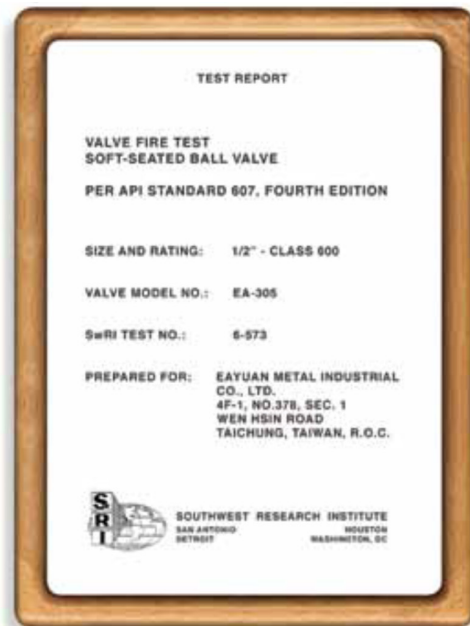 TEST REPORT
VALVE FIRE TEST
SOFT-SEATED BALL VALVE
PER API STANDARD 607, FOURTH EDITION
SIZE AND RATING: 1/2" - CLASS 600
VALVE MODEL NO.: EA-305
SwRI TEST NO.: 6-573
PREPARED FOR: EAYUAN METAL INDUSTRIAL
CO., LTD.
4F-1, NO.378, SEC. 1
WEN HSIN ROAD
TAICHUNG, TAIWAN, R.O.C.
SRI
SOUTHWEST RESEARCH INSTITUTE
SAN ANTONIO HOUSTON
DETROIT WASHINGTON, DC